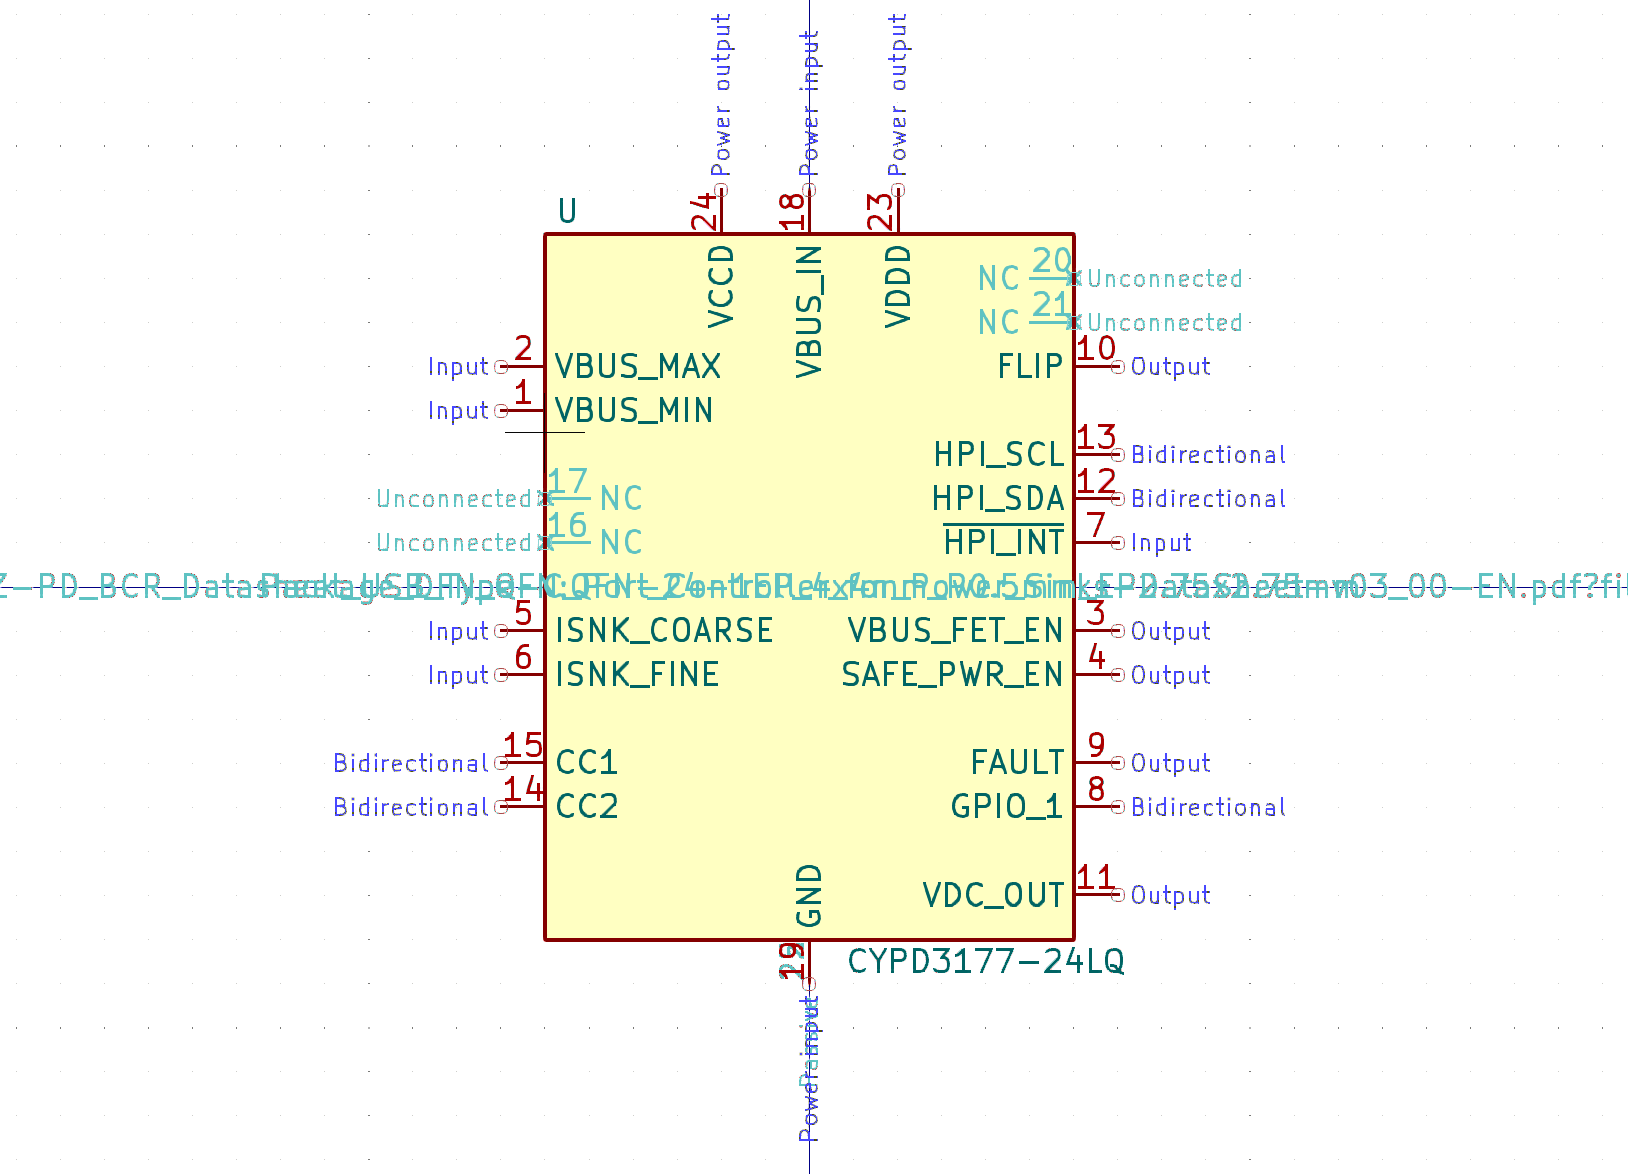 Power output
Power input
Power output
24
18
23
U
VCCD
VBUS_IN
VDDD
NC 20 Unconnected
NC 21 Unconnected
Input 2 VBUS_MAX
FLIP 10 Output
Input 1 VBUS_MIN
HPI_SCL 13 Bidirectional
Unconnected 17 NC
HPI_SDA 12 Bidirectional
Unconnected 16 NC
HPI_INT 7 Input
Input 5 ISNK_COARSE
VBUS_FET_EN 3 Output
Input 6 ISNK_FINE
SAFE_PWR_EN 4 Output
Bidirectional 15 CC1
FAULT 9 Output
Bidirectional 14 CC2
GPIO_1 8 Bidirectional
GND
VDC_OUT 11 Output
19
CYPD3177-24LQ
Power input